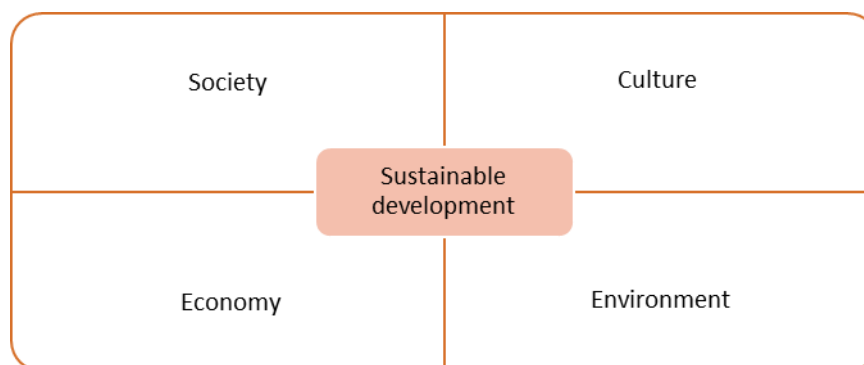 Society
Culture
Sustainable
development
Economy
Environment